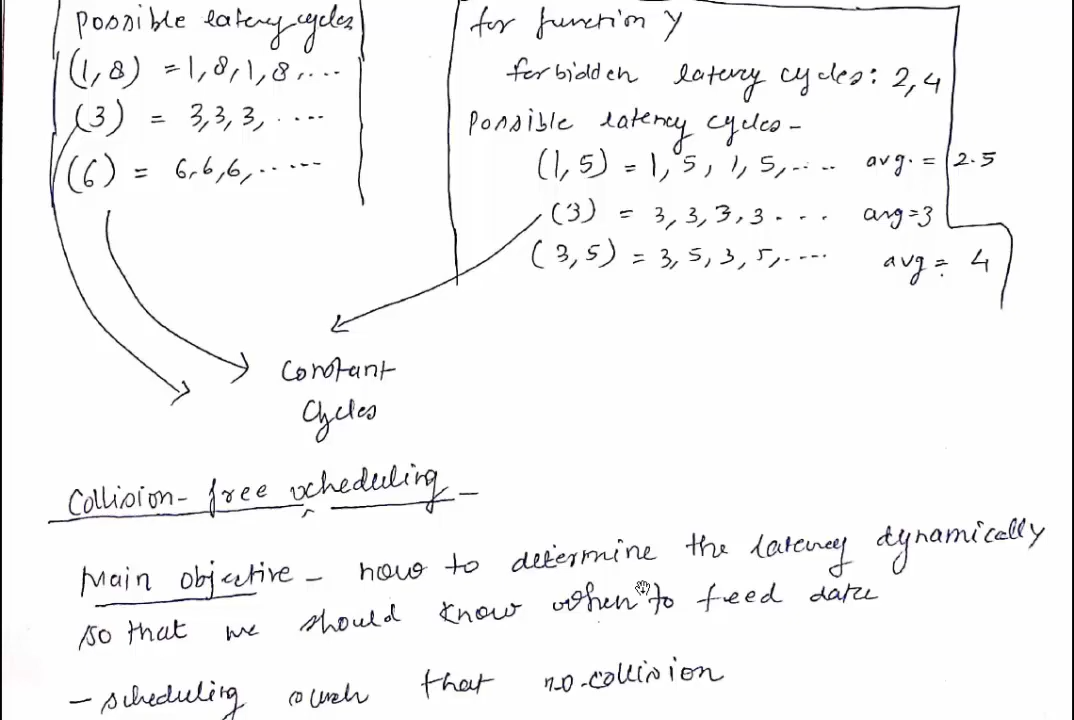 possible latency cycles
(1,8) = 1,8,1,8,...
(3) = 3,3,3,.....
(6) = 6,6,6,......
for function Y
forbidden latency cycles: 2,4
possible latency cycles -
(1,5) = 1, 5, 1, 5,..... avg. = 2.5
(3) = 3, 3, 3, 3 . . . avg=3
(3,5) = 3, 5, 3, 5,..... avg = 4
Constant
Cycles
Collision-free scheduling -
Main objective - how to determine the latency dynamically
so that we should know when to feed data
- scheduling such that no-collision